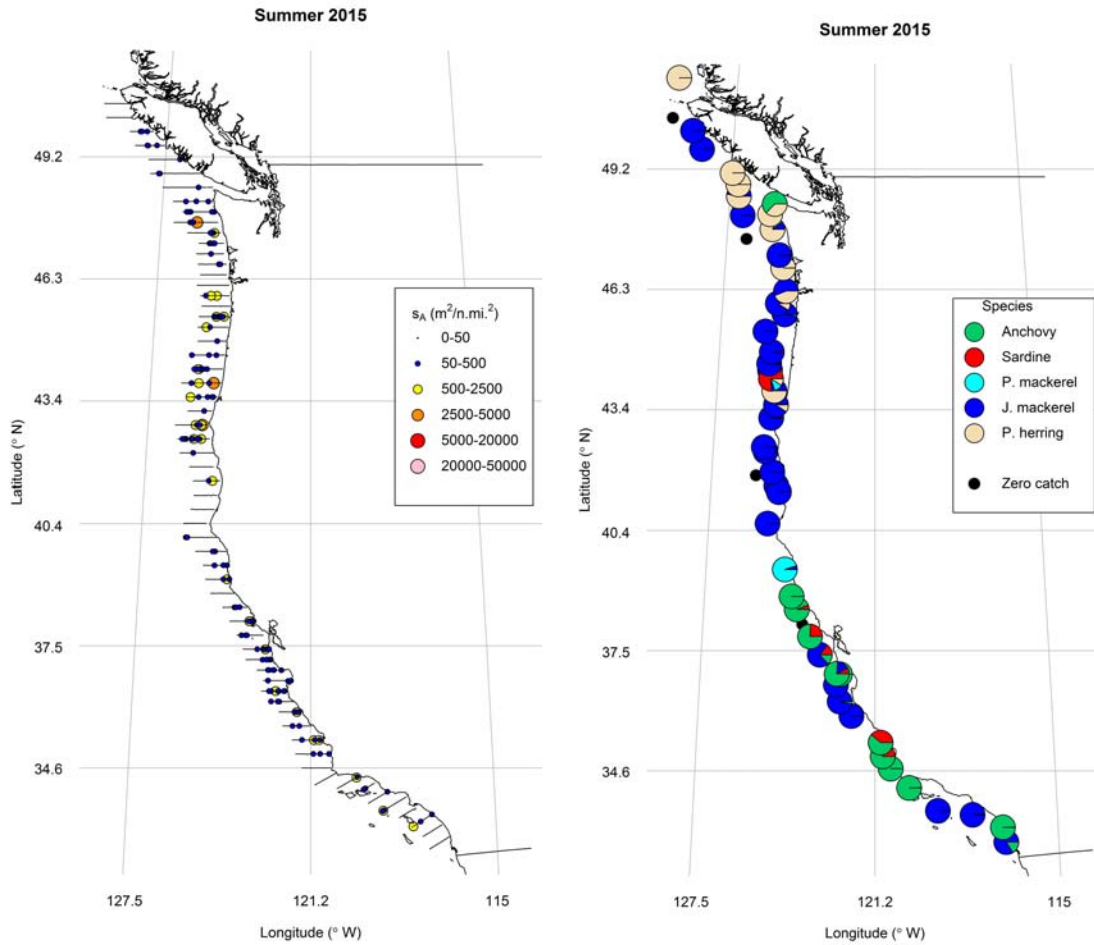 Summer 2015
49.2
46.3
43.4
40.4
37.5
34.6
Latitude (° N)
127.5
121.2
115
Longitude (° W)
s_A (m²/n.mi.²)
0-50
50-500
500-2500
2500-5000
5000-20000
20000-50000
Summer 2015
49.2
46.3
43.4
40.4
37.5
34.6
Latitude (° N)
127.5
121.2
115
Longitude (° W)
Species
Anchovy
Sardine
P. mackerel
J. mackerel
P. herring
Zero catch